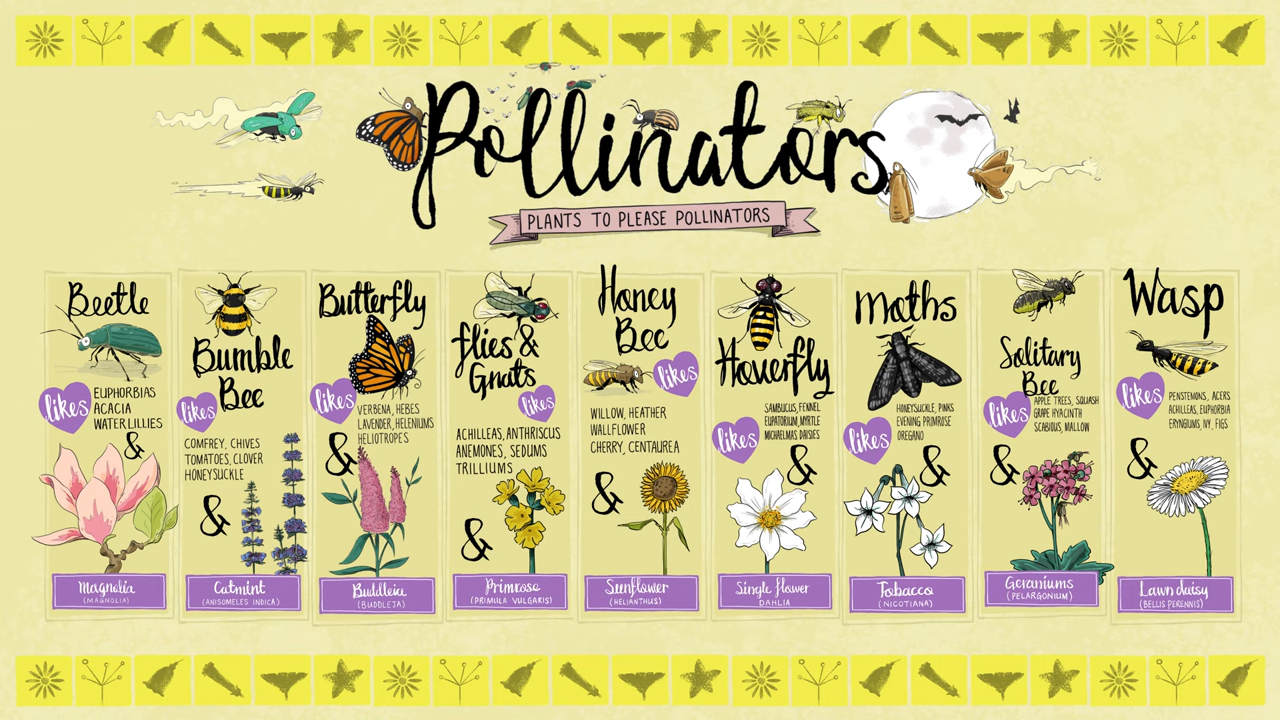 Pollinators
PLANTS TO PLEASE POLLINATORS
Beetle
likes
EUPHORBIAS
ACACIA
WATERLILLIES
&
Magnolia
(MAGNOLIA)
Bumble
Bee
likes
COMFREY, CHIVES
TOMATOES, CLOVER
HONEYSUCKLE
&
Catmint
(ANISOMELES INDICA)
Butterfly
likes
VERBENA, HEBES
LAVENDER, HELENIUMS
HELIOTROPES
&
Buddleia
(BUDDLEJA)
flies &
Gnats
likes
ACHILLEAS, ANTHRISCUS
ANEMONES, SEDUMS
TRILLIUMS
&
Primrose
(PRIMULA VULGARIS)
Honey
Bee
likes
WILLOW, HEATHER
WALLFLOWER
CHERRY, CENTAUREA
&
Sunflower
(HELIANTHUS)
Hoverfly
likes
SAMBUCUS, FENNEL
EUPATORIUM, MYRTLE
MICHAELMAS DAISIES
&
Single flower
DAHLIA
Moths
likes
HONEYSUCKLE, PINKS
EVENING PRIMROSE
OREGANO
&
Tobacco
(NICOTIANA)
Solitary
Bee
likes
APPLE TREES, SQUASH
GRAPE HYACINTH
SCABIOUS, MALLOW
&
Geraniums
(PELARGONIUM)
Wasp
likes
PENSTEMONS, ACERS
ACHILLEAS, EUPHORBIA
ERYNGIUMS, IVY, FIGS
&
Lawn daisy
(BELLIS PERENNIS)